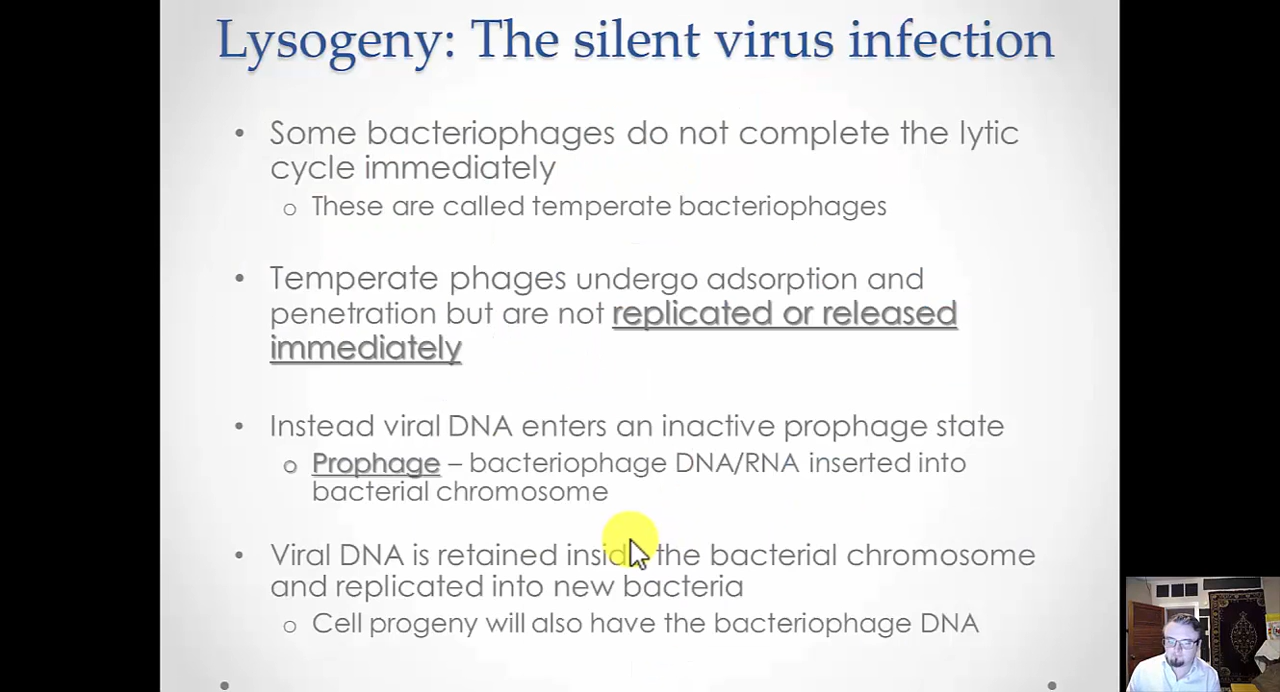 Lysogeny: The silent virus infection
• Some bacteriophages do not complete the lytic
cycle immediately
o These are called temperate bacteriophages
• Temperate phages undergo adsorption and
penetration but are not replicated or released
immediately
• Instead viral DNA enters an inactive prophage state
o Prophage – bacteriophage DNA/RNA inserted into
bacterial chromosome
• Viral DNA is retained inside the bacterial chromosome
and replicated into new bacteria
o Cell progeny will also have the bacteriophage DNA